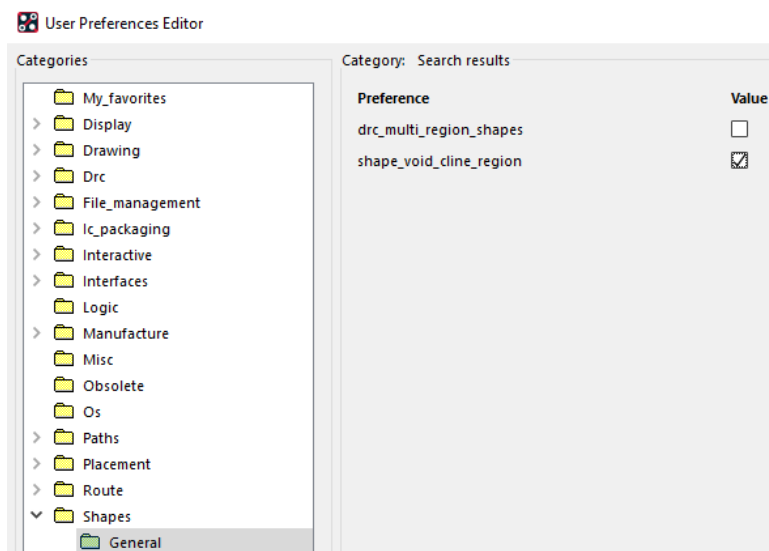 User Preferences Editor
Categories
My_favorites
Display
Drawing
Drc
File_management
Ic_packaging
Interactive
Interfaces
Logic
Manufacture
Misc
Obsolete
Os
Paths
Placement
Route
Shapes
General
Category: Search results
Preference Value
drc_multi_region_shapes
shape_void_cline_region